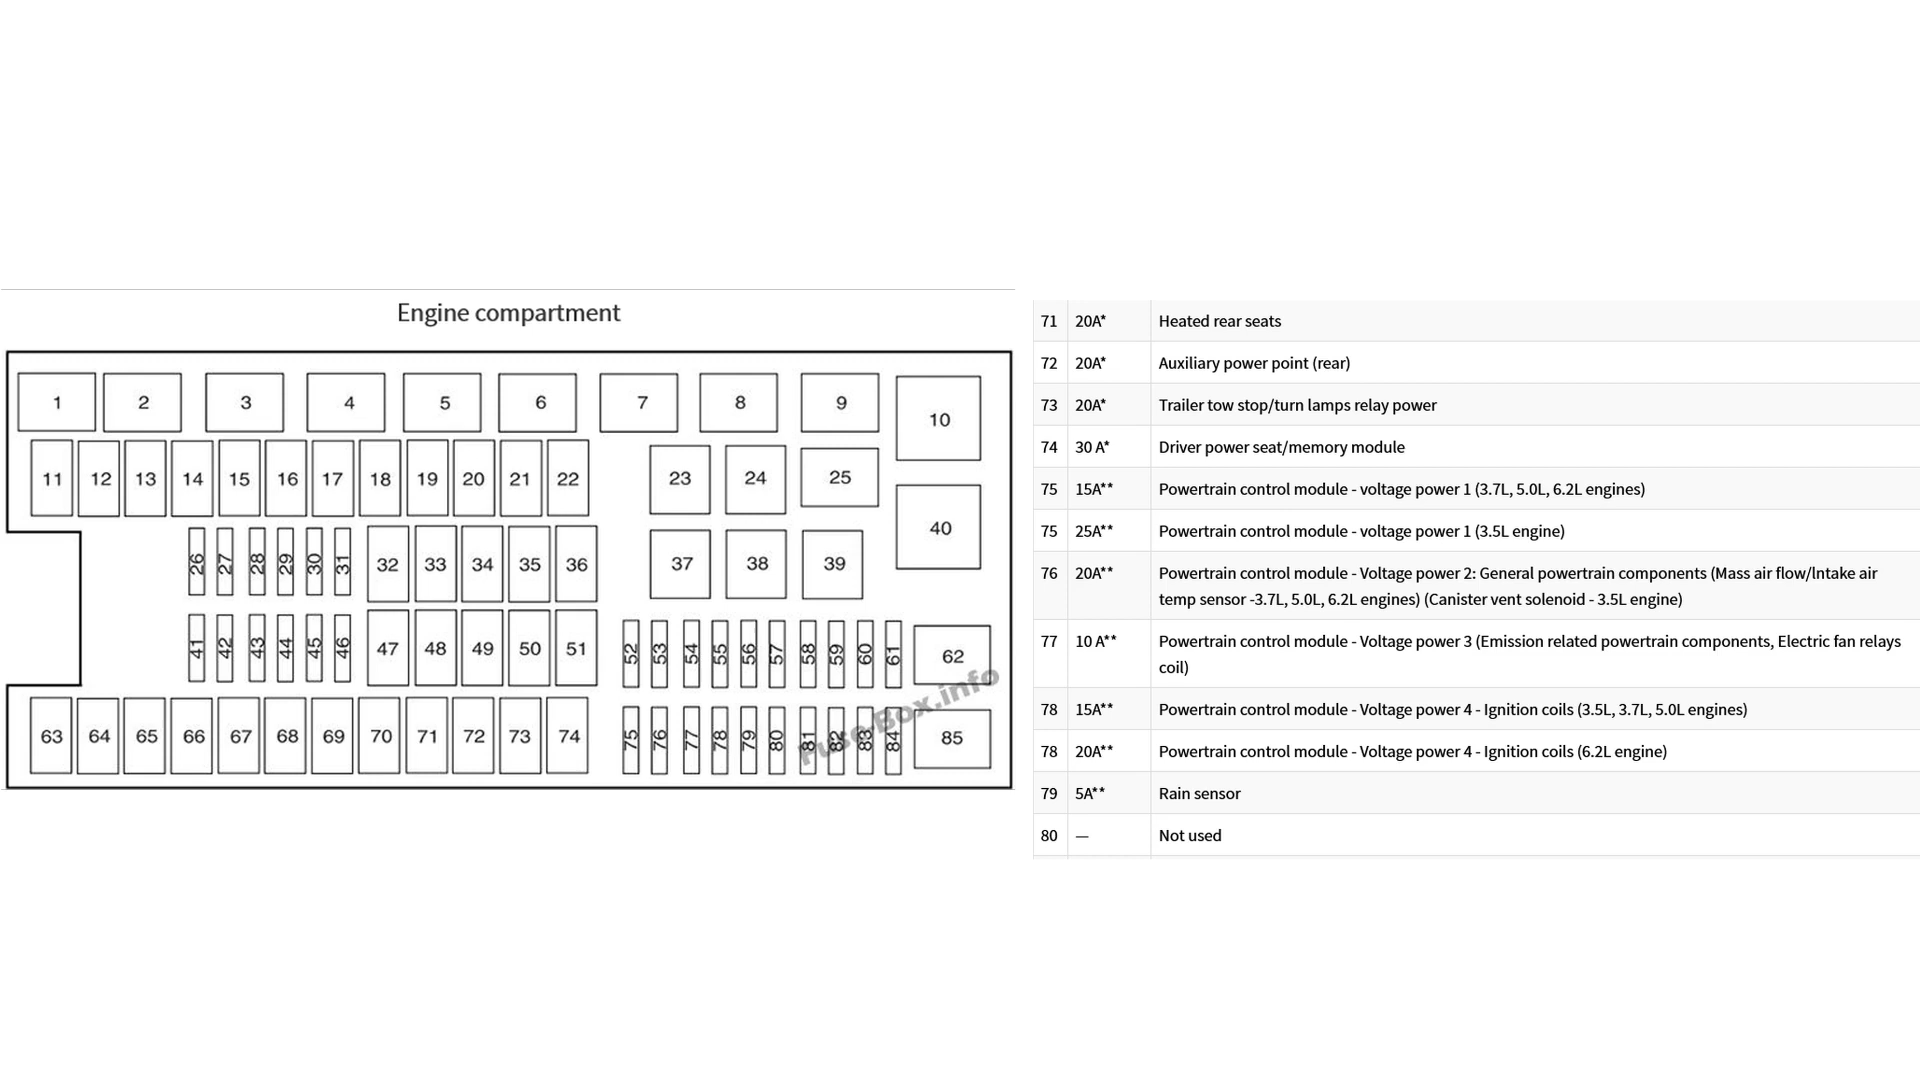 Engine compartment
1 2 3 4 5 6 7 8 9 10
11 12 13 14 15 16 17 18 19 20 21 22 23 24 25
26 27 28 29 30 31 32 33 34 35 36 37 38 39 40
41 42 43 44 45 46 47 48 49 50 51 52 53 54 55 56 57 58 59 60 61 62
63 64 65 66 67 68 69 70 71 72 73 74 75 76 77 78 79 80 81 82 83 84 85
Fuse-Box.info
71 20A* Heated rear seats
72 20A* Auxiliary power point (rear)
73 20A* Trailer tow stop/turn lamps relay power
74 30 A* Driver power seat/memory module
75 15A** Powertrain control module - voltage power 1 (3.7L, 5.0L, 6.2L engines)
75 25A** Powertrain control module - voltage power 1 (3.5L engine)
76 20A** Powertrain control module - Voltage power 2: General powertrain components (Mass air flow/lntake air
temp sensor -3.7L, 5.0L, 6.2L engines) (Canister vent solenoid - 3.5L engine)
77 10 A** Powertrain control module - Voltage power 3 (Emission related powertrain components, Electric fan relays
coil)
78 15A** Powertrain control module - Voltage power 4 - Ignition coils (3.5L, 3.7L, 5.0L engines)
78 20A** Powertrain control module - Voltage power 4 - Ignition coils (6.2L engine)
79 5A** Rain sensor
80 — Not used